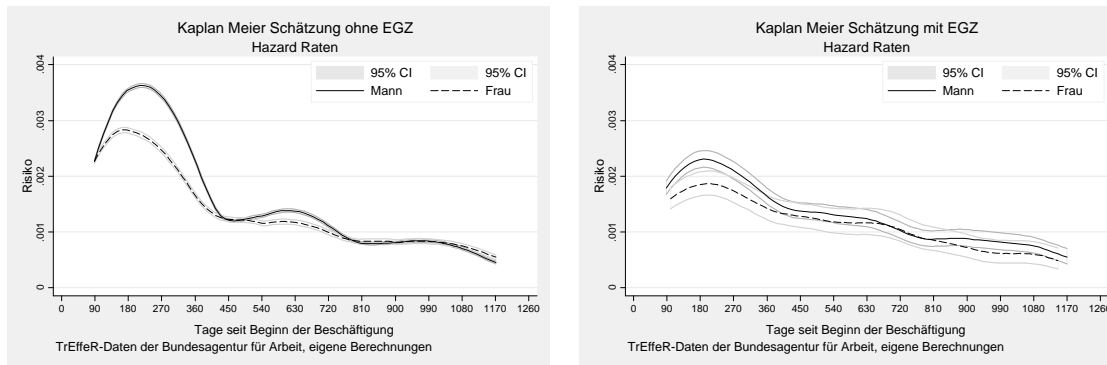 Kaplan Meier Schätzung ohne EGZ
Hazard Raten
95% CI 95% CI
Mann Frau
Risiko
.004
.003
.002
.001
0
0 90 180 270 360 450 540 630 720 810 900 990 1080 1170 1260
Tage seit Beginn der Beschäftigung
TrEffeR-Daten der Bundesagentur für Arbeit, eigene Berechnungen
Kaplan Meier Schätzung mit EGZ
Hazard Raten
95% CI 95% CI
Mann Frau
Risiko
.004
.003
.002
.001
0
0 90 180 270 360 450 540 630 720 810 900 990 1080 1170 1260
Tage seit Beginn der Beschäftigung
TrEffeR-Daten der Bundesagentur für Arbeit, eigene Berechnungen